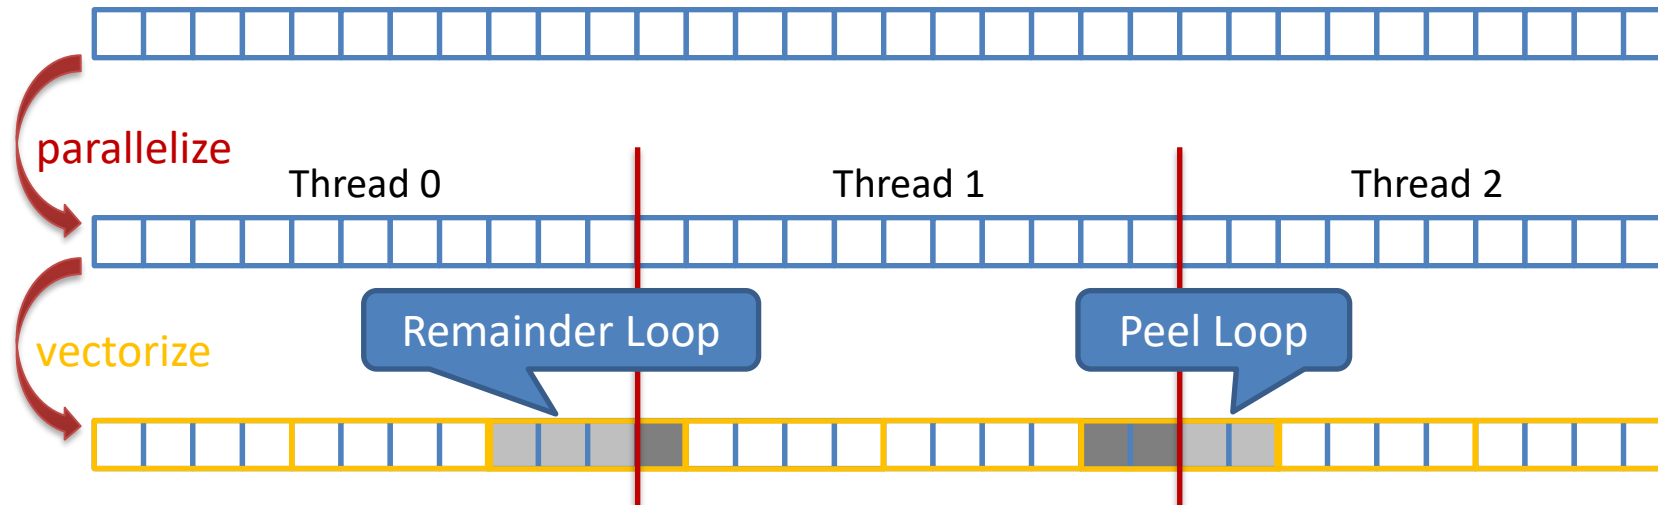 parallelize
Thread 0
Thread 1
Thread 2
Remainder Loop
Peel Loop
vectorize